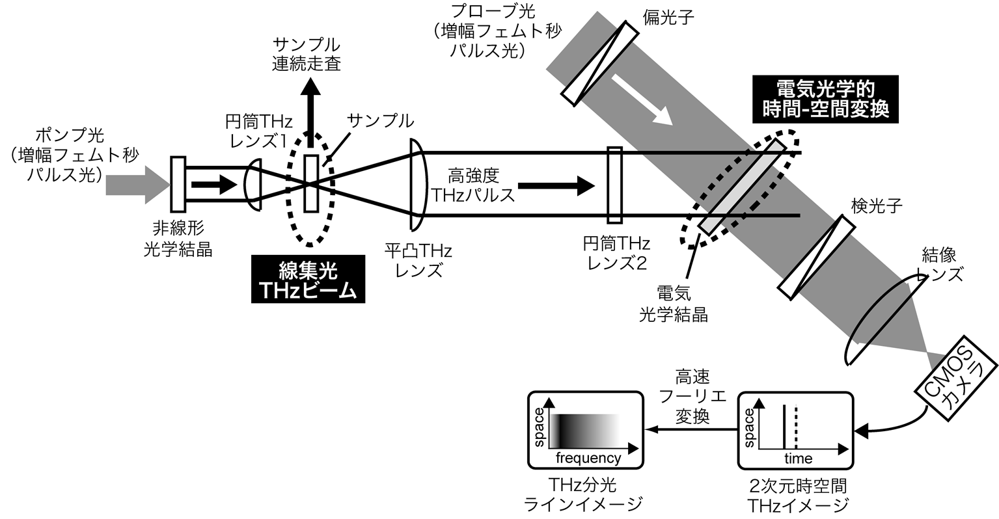 プローブ光
（増幅フェムト秒
パルス光）
偏光子
サンプル
連続走査
電気光学的
時間-空間変換
円筒THz
レンズ1
サンプル
ポンプ光
（増幅フェムト秒
パルス光）
高強度
THzパルス
検光子
非線形
光学結晶
平凸THz
レンズ
円筒THz
レンズ2
結像
レンズ
線集光
THzビーム
電気
光学結晶
CMOS
カメラ
高速
フーリエ
変換
space
frequency
space
time
THz分光
ラインイメージ
2次元時空間
THzイメージ